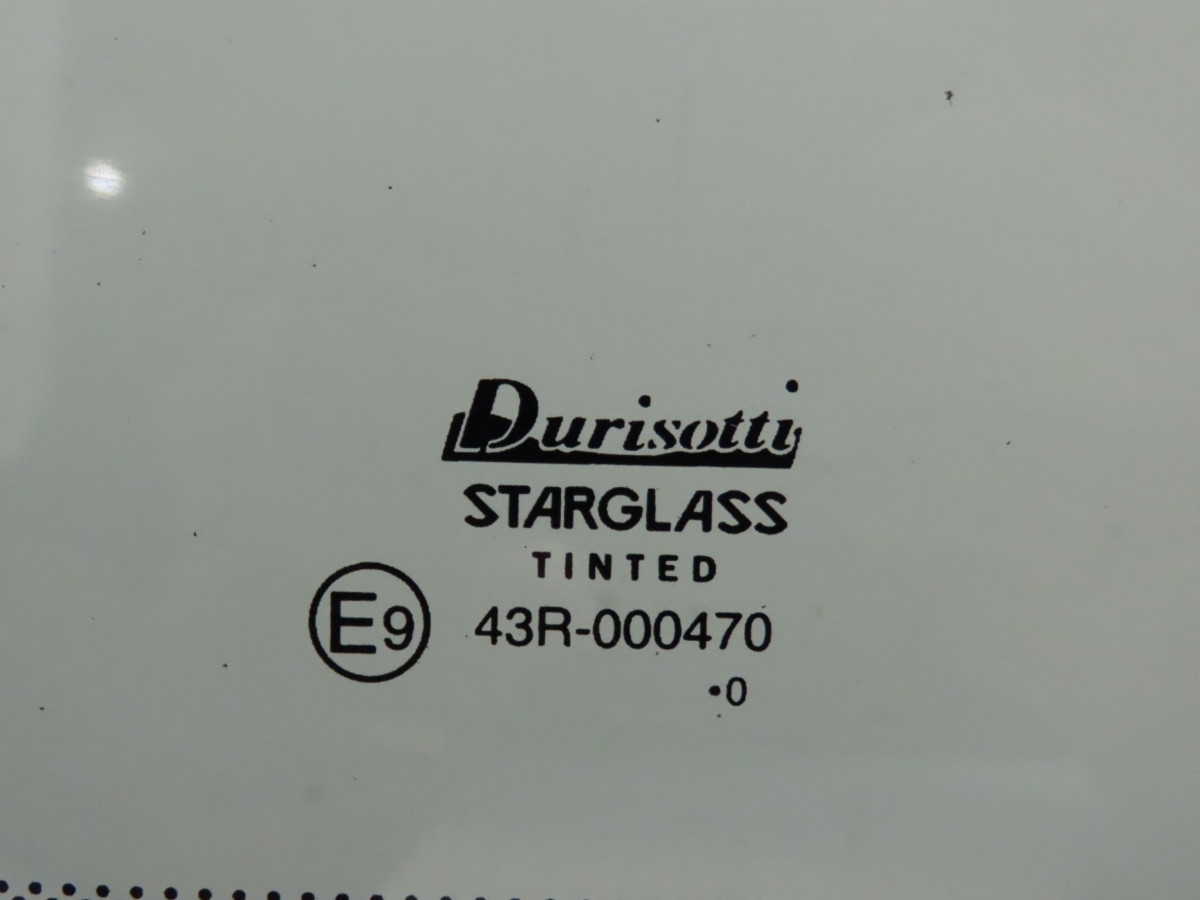 Durisotti
STARGLASS
TINTED
E9 43R-000470
•0